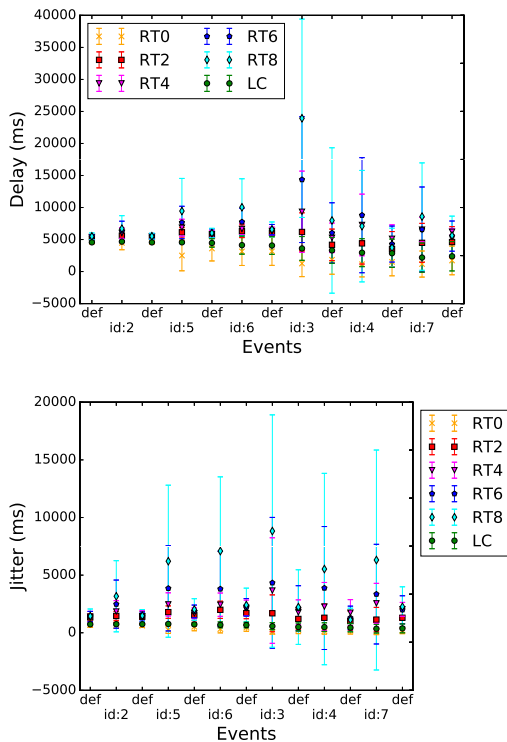 40000
35000
30000
25000
20000
15000
10000
5000
0
−5000
Delay (ms)
RT0
RT2
RT4
RT6
RT8
LC
def
id:2
def
id:5
def
id:6
def
id:3
def
id:4
def
id:7
def
Events
20000
15000
10000
5000
0
−5000
Jitter (ms)
RT0
RT2
RT4
RT6
RT8
LC
def
id:2
def
id:5
def
id:6
def
id:3
def
id:4
def
id:7
def
Events